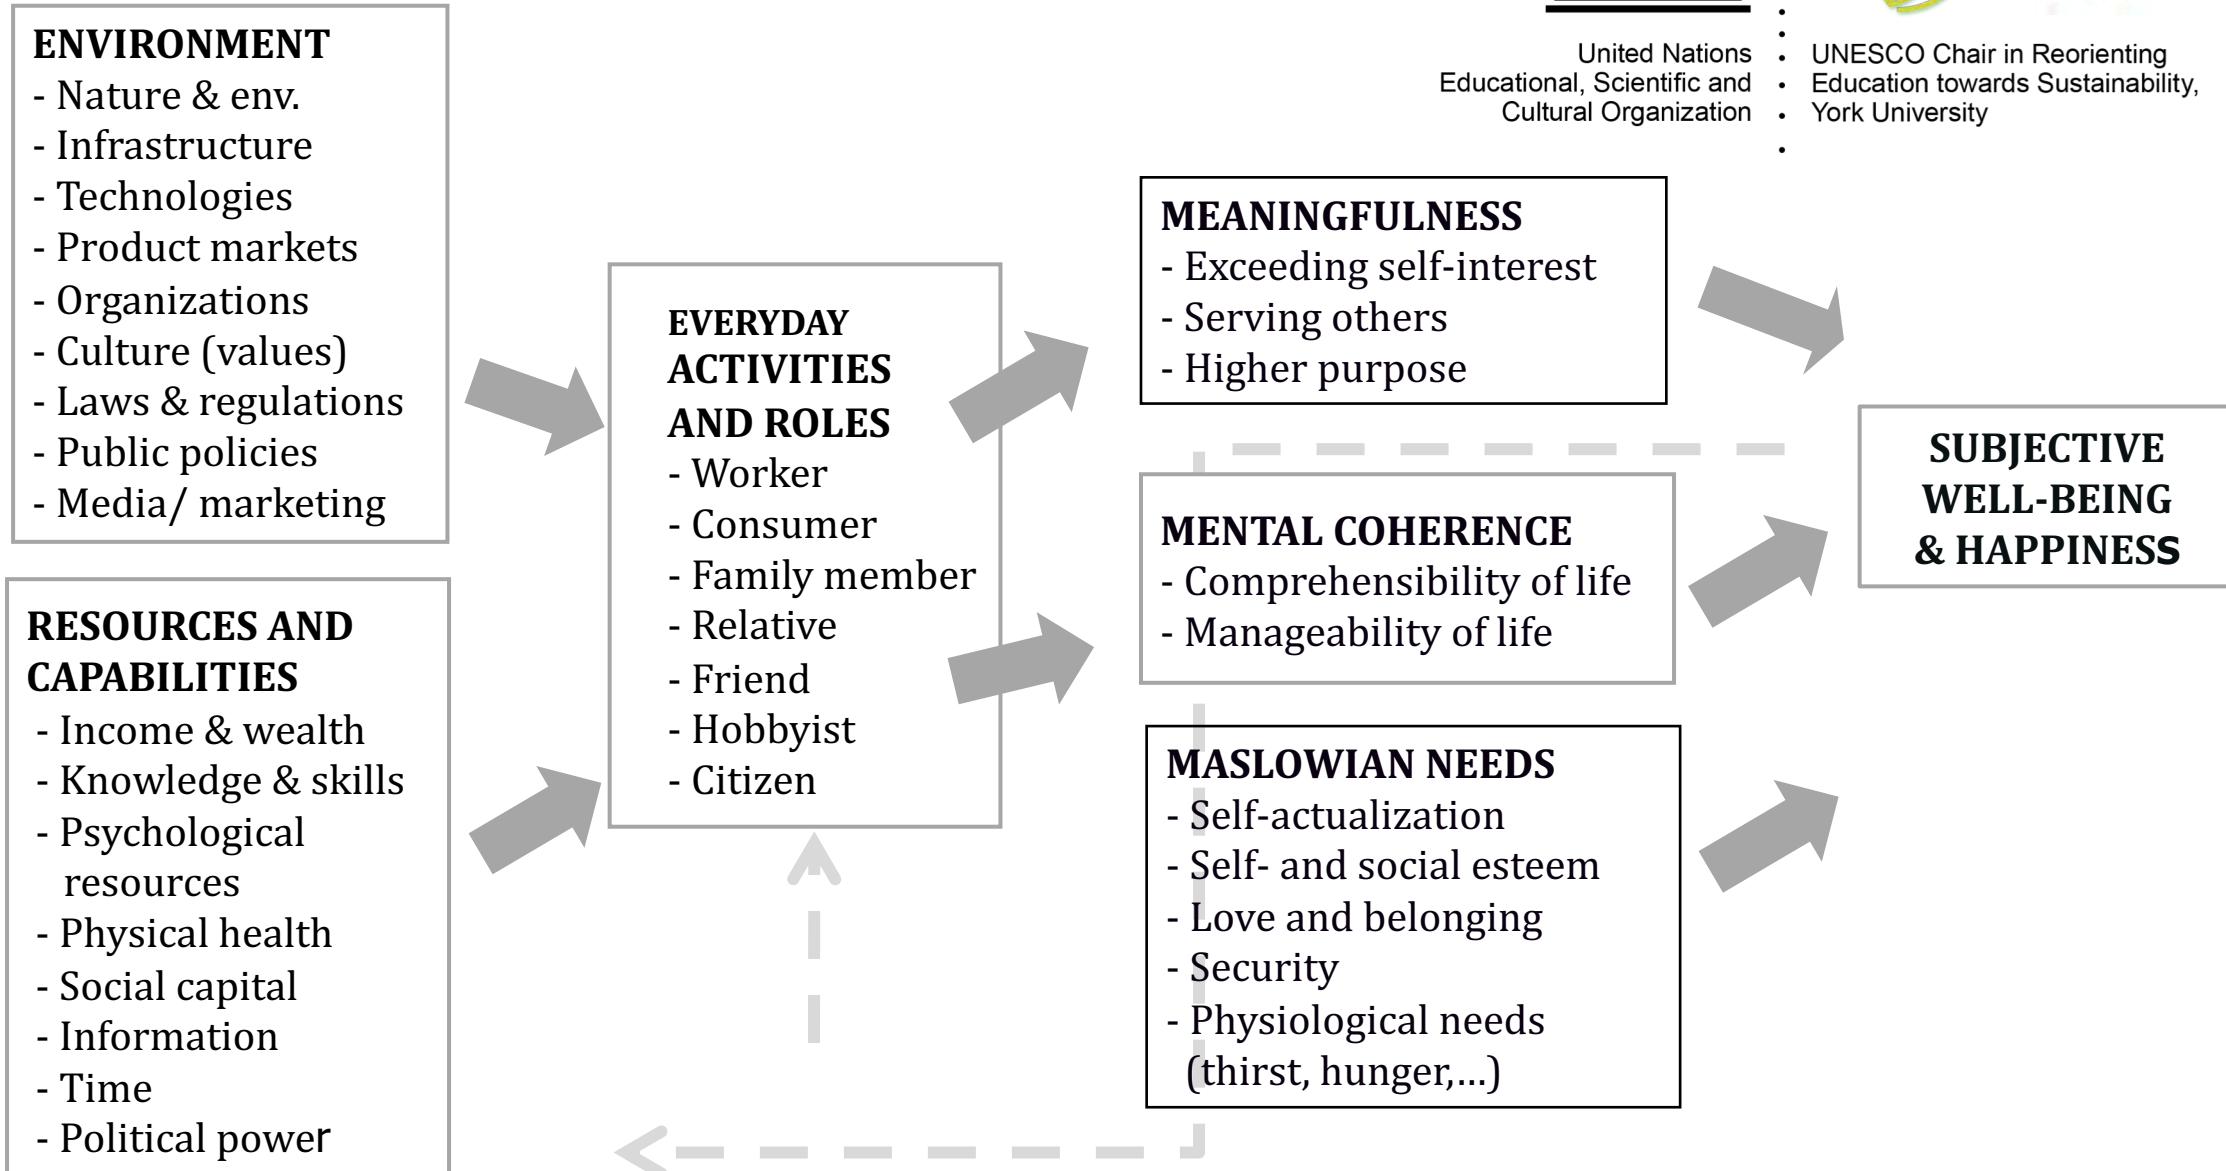 ENVIRONMENT
- Nature & env.
- Infrastructure
- Technologies
- Product markets
- Organizations
- Culture (values)
- Laws & regulations
- Public policies
- Media/ marketing
RESOURCES AND
CAPABILITIES
- Income & wealth
- Knowledge & skills
- Psychological
resources
- Physical health
- Social capital
- Information
- Time
- Political power
EVERYDAY
ACTIVITIES
AND ROLES
- Worker
- Consumer
- Family member
- Relative
- Friend
- Hobbyist
- Citizen
United Nations
Educational, Scientific and
Cultural Organization
UNESCO Chair in Reorienting
Education towards Sustainability,
York University
MEANINGFULNESS
- Exceeding self-interest
- Serving others
- Higher purpose
MENTAL COHERENCE
- Comprehensibility of life
- Manageability of life
MASLOWIAN NEEDS
- Self-actualization
- Self- and social esteem
- Love and belonging
- Security
- Physiological needs
(thirst, hunger,...)
SUBJECTIVE
WELL-BEING
& HAPPINESS